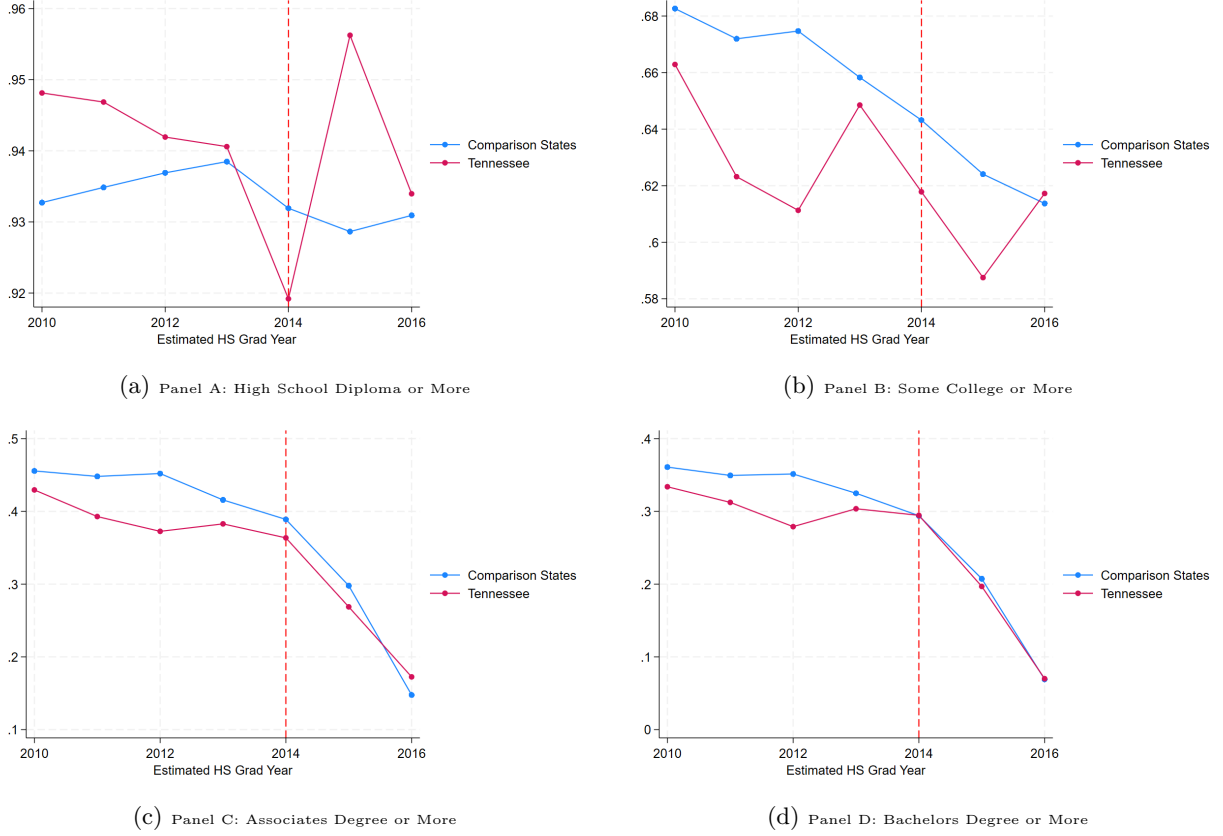 .96
.95
.94
.93
.92
2010 2012 2014 2016
Estimated HS Grad Year
Comparison States
Tennessee
(a) Panel A: High School Diploma or More
.68
.66
.64
.62
.6
.58
2010 2012 2014 2016
Estimated HS Grad Year
Comparison States
Tennessee
(b) Panel B: Some College or More
.5
.4
.3
.2
.1
2010 2012 2014 2016
Estimated HS Grad Year
Comparison States
Tennessee
(c) Panel C: Associates Degree or More
.4
.3
.2
.1
0
2010 2012 2014 2016
Estimated HS Grad Year
Comparison States
Tennessee
(d) Panel D: Bachelors Degree or More